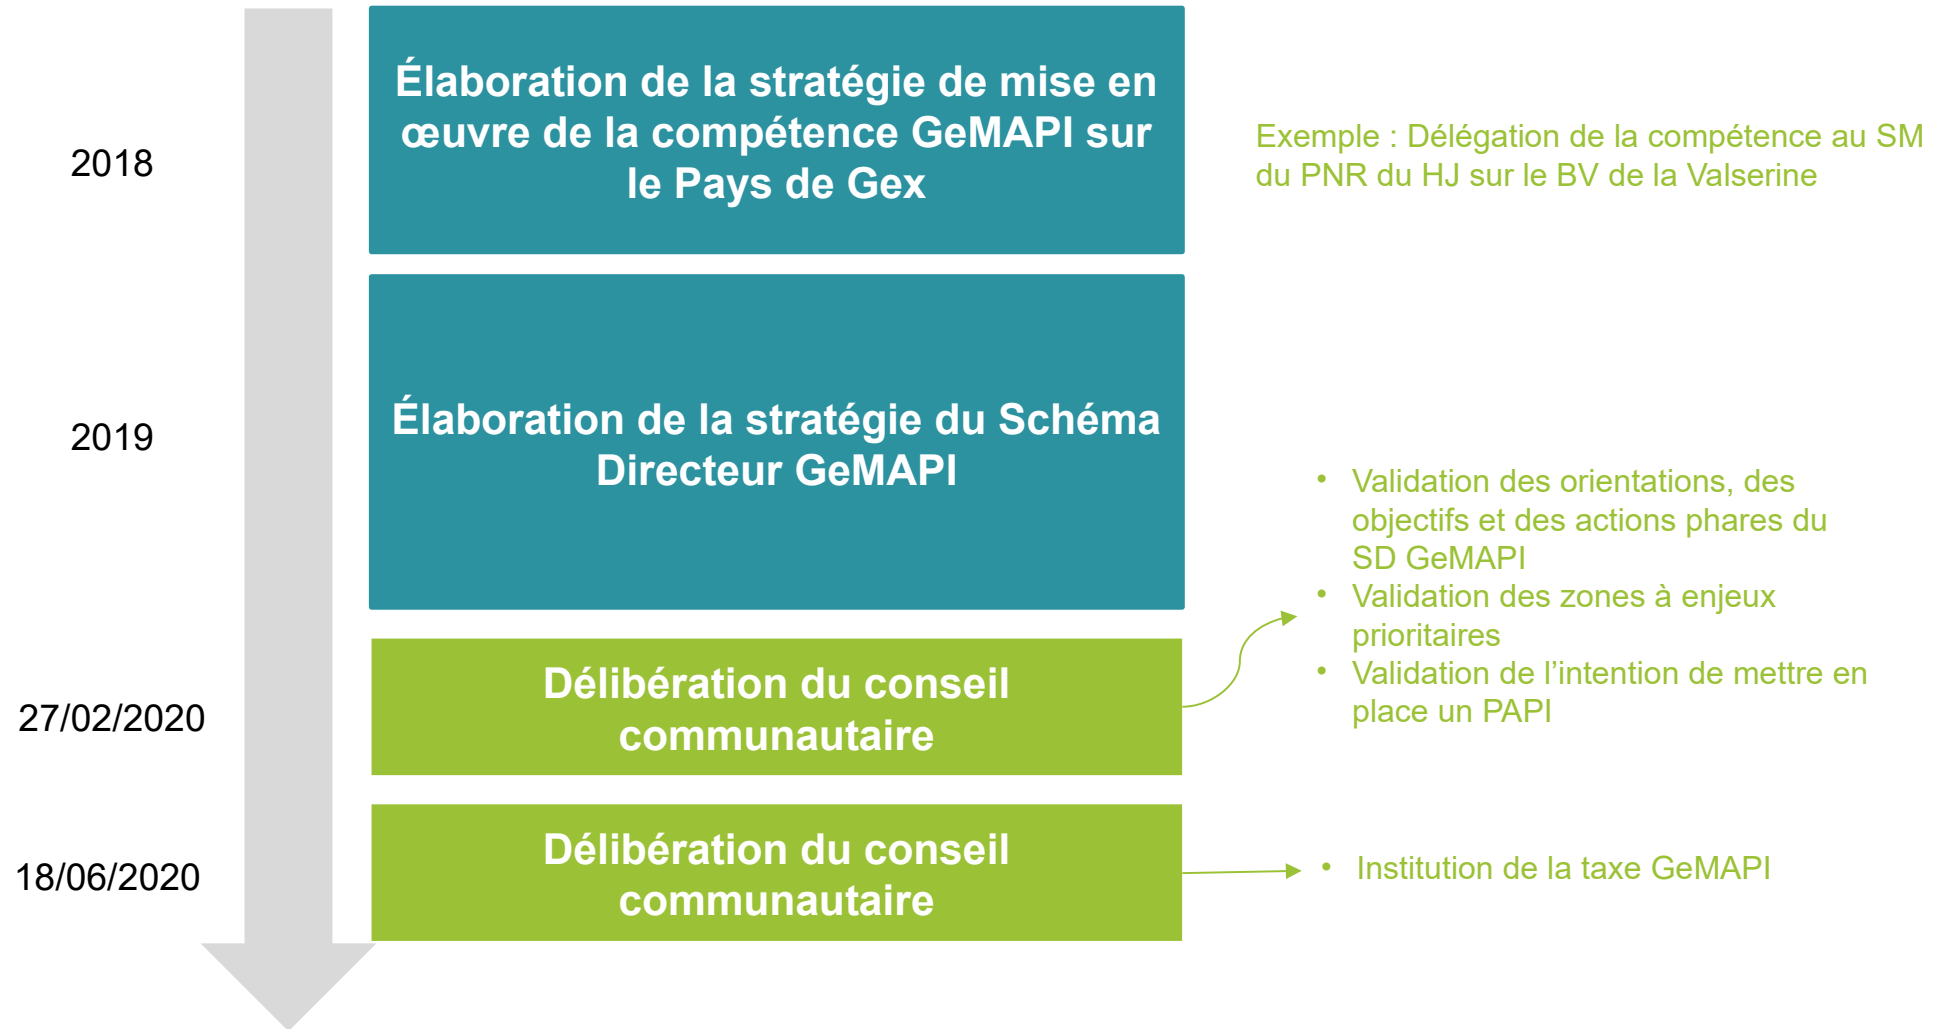 2018
Élaboration de la stratégie de mise en
œuvre de la compétence GeMAPI sur
le Pays de Gex
Exemple : Délégation de la compétence au SM
du PNR du HJ sur le BV de la Valserine
2019
Élaboration de la stratégie du Schéma
Directeur GeMAPI
27/02/2020
Délibération du conseil
communautaire
• Validation des orientations, des
objectifs et des actions phares du
SD GeMAPI
• Validation des zones à enjeux
prioritaires
• Validation de l’intention de mettre en
place un PAPI
18/06/2020
Délibération du conseil
communautaire
• Institution de la taxe GeMAPI